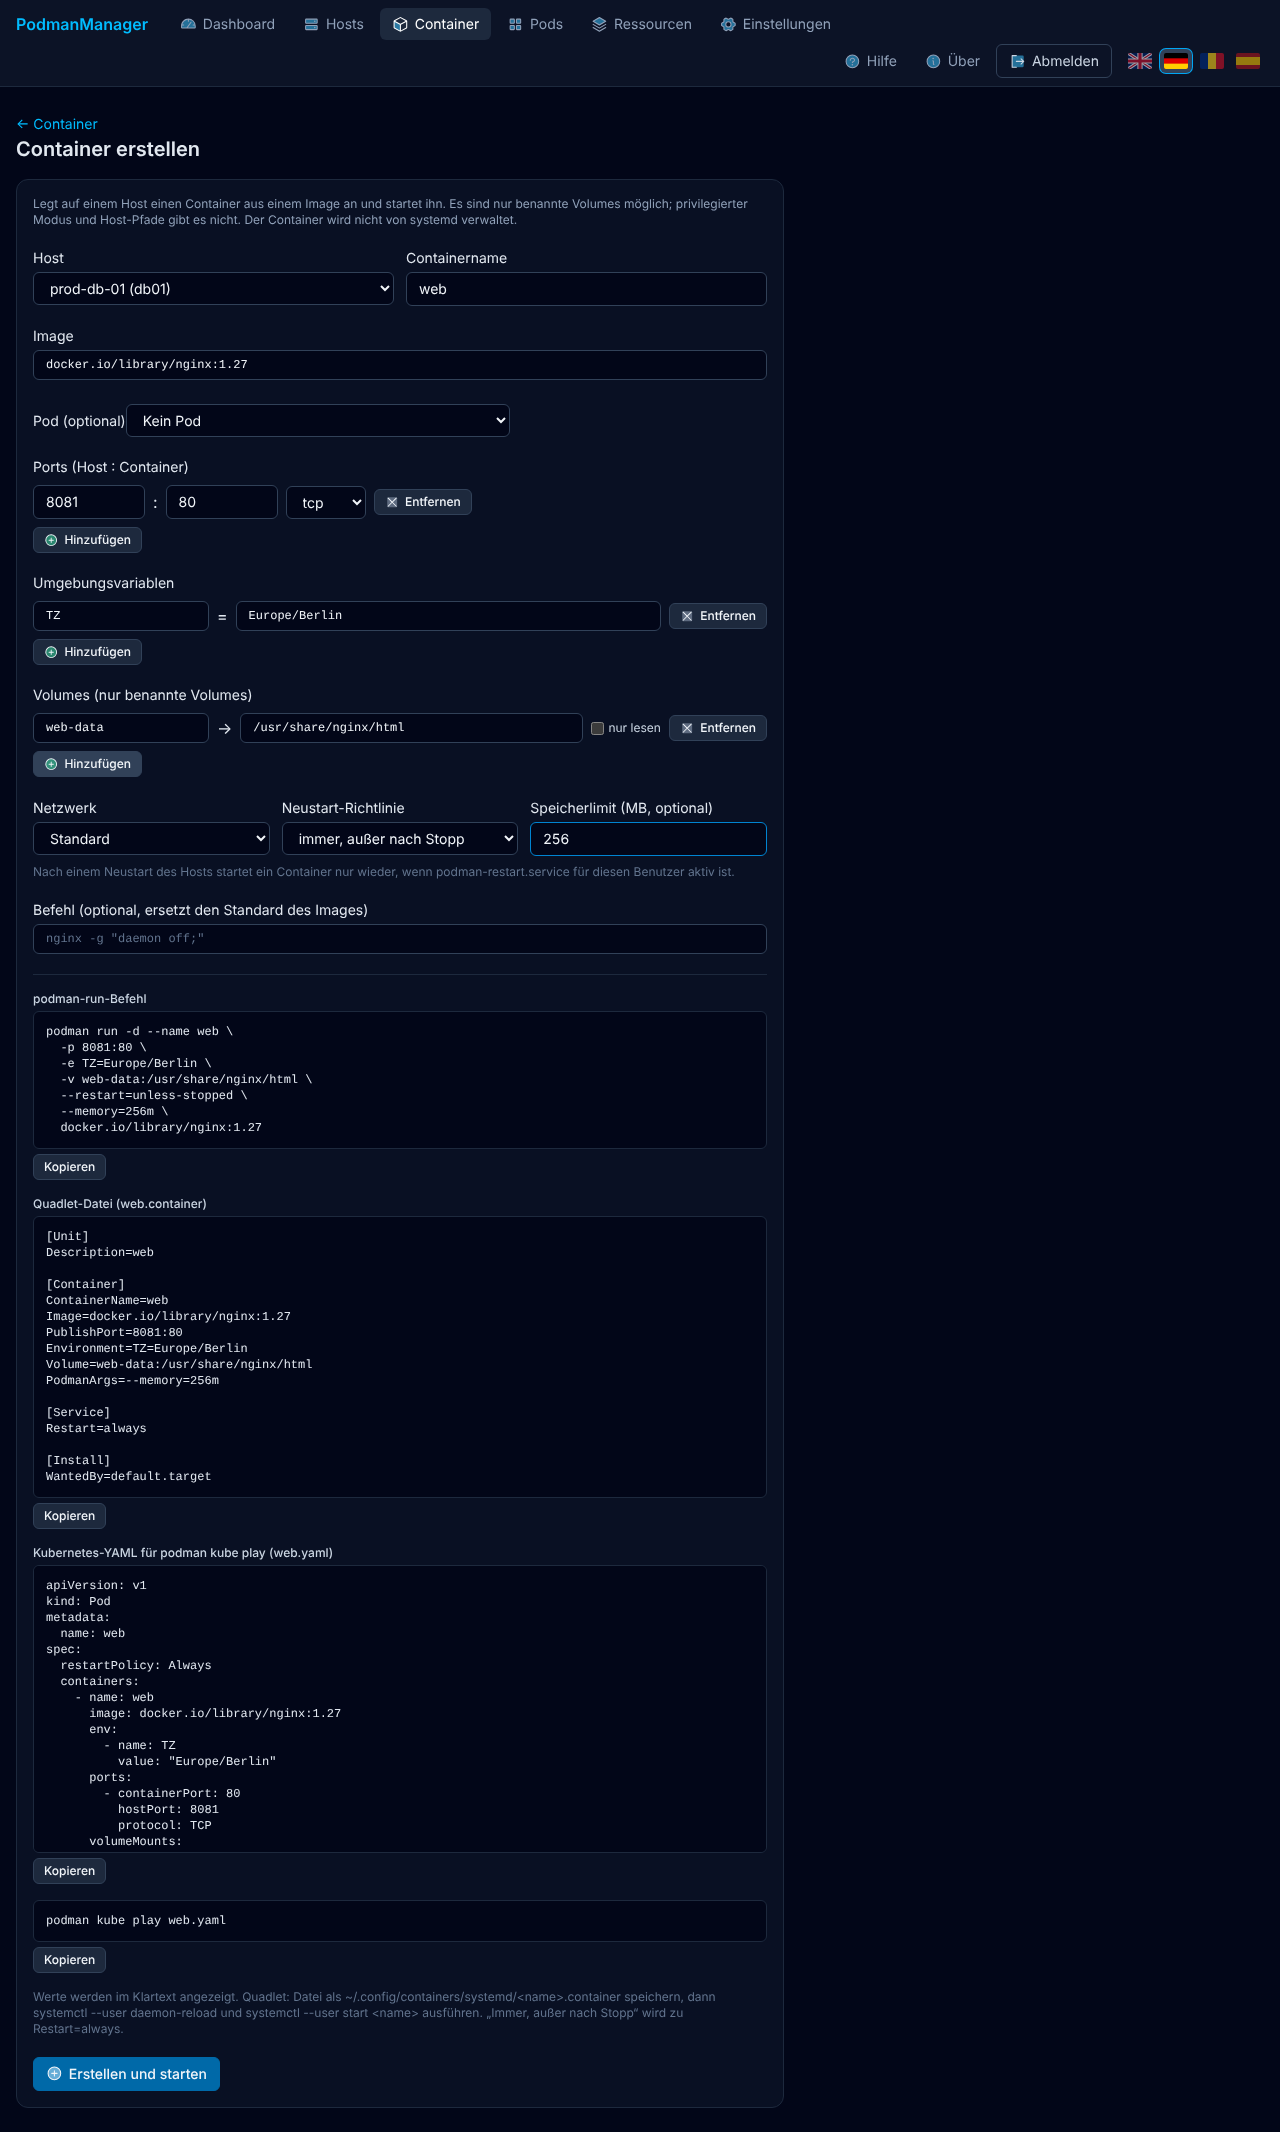 PodmanManager Dashboard Hosts Container Pods Ressourcen Einstellungen
Hilfe Über Abmelden
← Container
Container erstellen
Legt auf einem Host einen Container aus einem Image an und startet ihn. Es sind nur benannte Volumes möglich; privilegierter
Modus und Host-Pfade gibt es nicht. Der Container wird nicht von systemd verwaltet.
Host Containername
prod-db-01 (db01) web
Image
docker.io/library/nginx:1.27
Pod (optional) Kein Pod
Ports (Host : Container)
8081 : 80 tcp Entfernen
Hinzufügen
Umgebungsvariablen
TZ = Europe/Berlin Entfernen
Hinzufügen
Volumes (nur benannte Volumes)
web-data → /usr/share/nginx/html nur lesen Entfernen
Hinzufügen
Netzwerk Neustart-Richtlinie Speicherlimit (MB, optional)
Standard immer, außer nach Stopp 256
Nach einem Neustart des Hosts startet ein Container nur wieder, wenn podman-restart.service für diesen Benutzer aktiv ist.
Befehl (optional, ersetzt den Standard des Images)
nginx -g "daemon off;"
podman-run-Befehl
podman run -d --name web \
  -p 8081:80 \
  -e TZ=Europe/Berlin \
  -v web-data:/usr/share/nginx/html \
  --restart=unless-stopped \
  --memory=256m \
  docker.io/library/nginx:1.27
Kopieren
Quadlet-Datei (web.container)
[Unit]
Description=web
[Container]
ContainerName=web
Image=docker.io/library/nginx:1.27
PublishPort=8081:80
Environment=TZ=Europe/Berlin
Volume=web-data:/usr/share/nginx/html
PodmanArgs=--memory=256m
[Service]
Restart=always
[Install]
WantedBy=default.target
Kopieren
Kubernetes-YAML für podman kube play (web.yaml)
apiVersion: v1
kind: Pod
metadata:
  name: web
spec:
  restartPolicy: Always
  containers:
    - name: web
      image: docker.io/library/nginx:1.27
      env:
        - name: TZ
          value: "Europe/Berlin"
      ports:
        - containerPort: 80
          hostPort: 8081
          protocol: TCP
      volumeMounts:
Kopieren
podman kube play web.yaml
Kopieren
Werte werden im Klartext angezeigt. Quadlet: Datei als ~/.config/containers/systemd/<name>.container speichern, dann
systemctl --user daemon-reload und systemctl --user start <name> ausführen. „Immer, außer nach Stopp“ wird zu
Restart=always.
Erstellen und starten